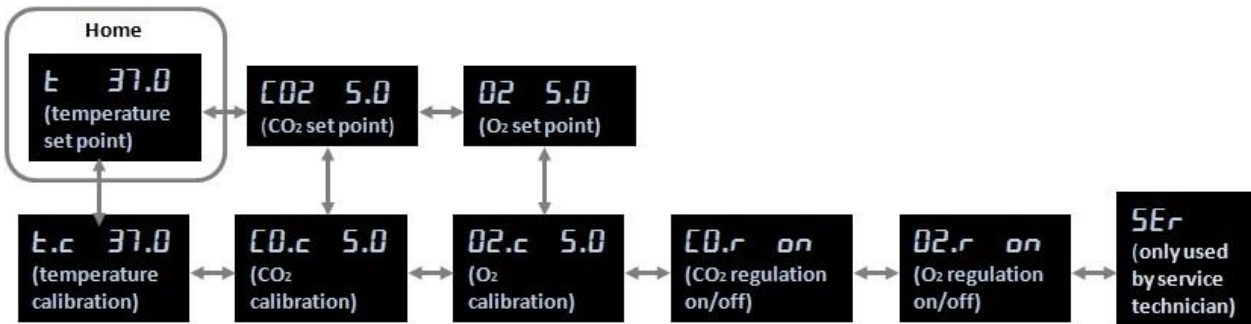 Home
t 37.0
(temperature
set point)
CO2 5.0
(CO₂ set point)
O2 5.0
(O₂ set point)
t.c 37.0
(temperature
calibration)
CO.c 5.0
(CO₂
calibration)
O2.c 5.0
(O₂
calibration)
CO.r on
(CO₂ regulation
on/off)
O2.r on
(O₂ regulation
on/off)
SEr
(only used
by service
technician)